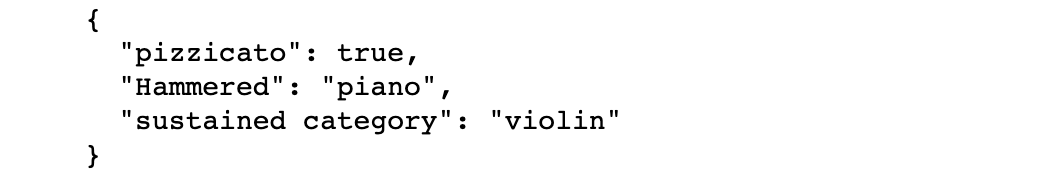 {
  "pizzicato": true,
  "Hammered": "piano",
  "sustained category": "violin"
}